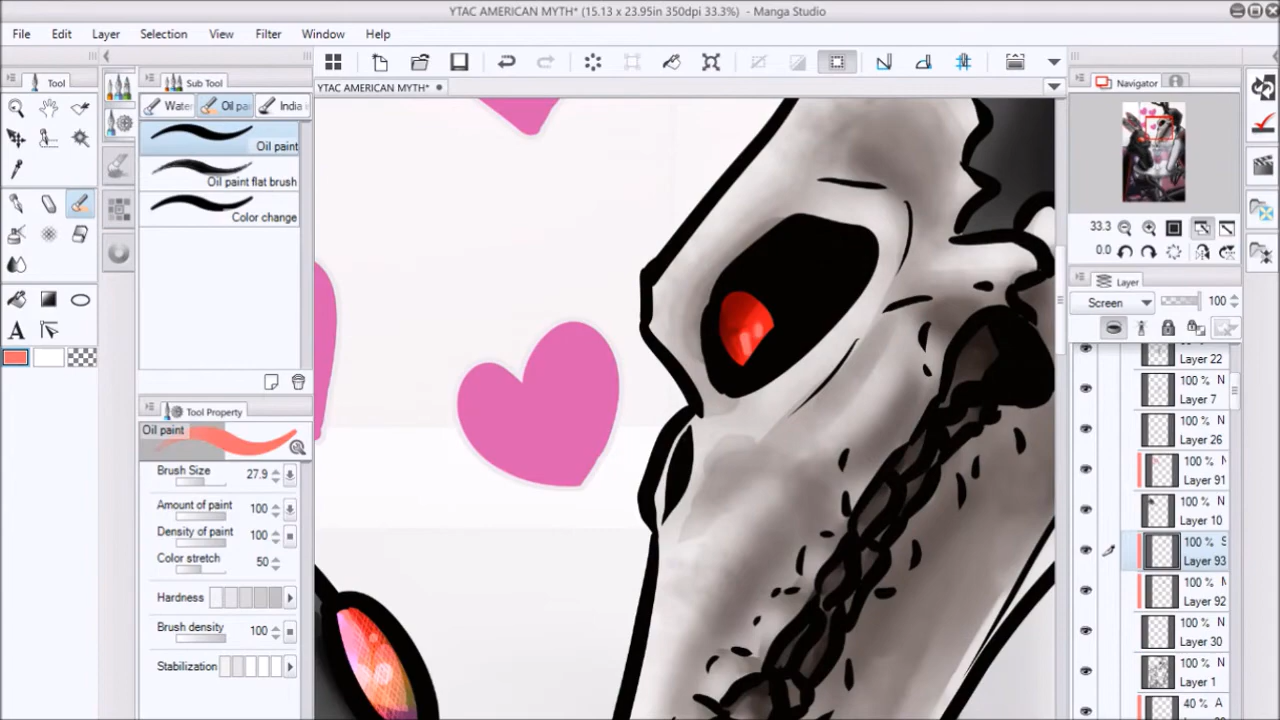 YTAC AMERICAN MYTH* (15.13 x 23.95in 350dpi 33.3%) - Manga Studio
File Edit Layer Selection View Filter Window Help
Tool
Sub Tool
YTAC AMERICAN MYTH*
Navigator
Water Oil pai India
Oil paint
Oil paint flat brush
Color change
33.3
0.0
Layer
Screen 100
Layer 22
100 % N
Layer 7
100 % N
Layer 26
100 % N
Layer 91
100 % N
Layer 10
100 % S
Layer 93
100 % M
Layer 92
100 % N
Layer 30
100 % N
Layer 1
40 % A
Tool Property
Oil paint
Brush Size 27.9
Amount of paint 100
Density of paint 100
Color stretch 50
Hardness
Brush density 100
Stabilization
A